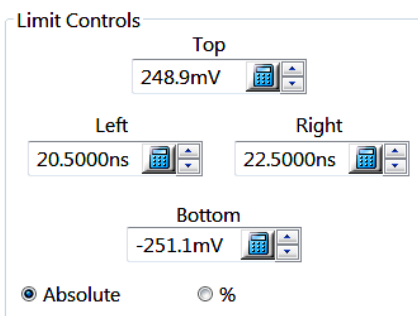 Limit Controls
Top
248.9mV
Left Right
20.5000ns 22.5000ns
Bottom
-251.1mV
Absolute %